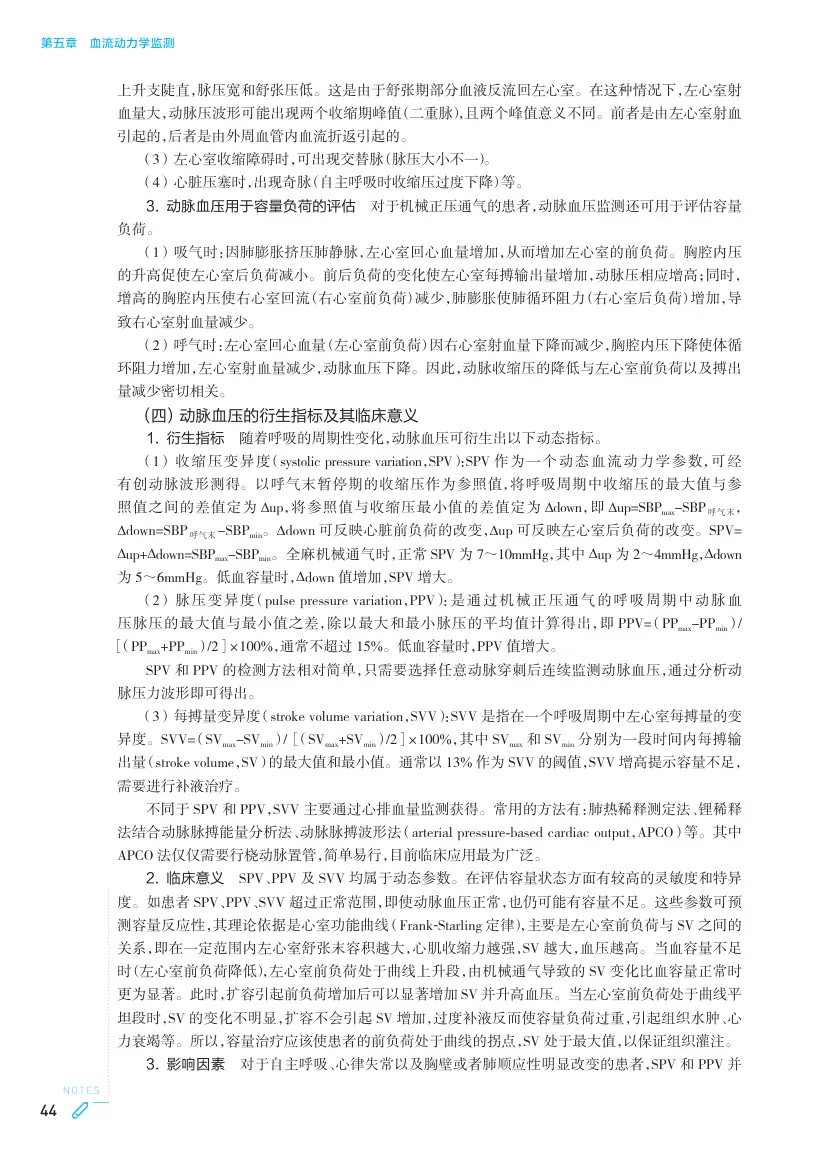 第五章　血流动力学监测
上升支陡直,脉压宽和舒张压低。这是由于舒张期部分血液反流回左心室。在这种情况下,左心室射
血量大,动脉压波形可能出现两个收缩期峰值(二重脉),且两个峰值意义不同。前者是由左心室射血
引起的,后者是由外周血管内血流折返引起的。
(3)左心室收缩障碍时,可出现交替脉(脉压大小不一)。
(4)心脏压塞时,出现奇脉(自主呼吸时收缩压过度下降)等。
3. 动脉血压用于容量负荷的评估　对于机械正压通气的患者,动脉血压监测还可用于评估容量
负荷。
(1)吸气时:因肺膨胀挤压肺静脉,左心室回心血量增加,从而增加左心室的前负荷。胸腔内压
的升高促使左心室后负荷减小。前后负荷的变化使左心室每搏输出量增加,动脉压相应增高;同时,
增高的胸腔内压使右心室回流(右心室前负荷)减少,肺膨胀使肺循环阻力(右心室后负荷)增加,导
致右心室射血量减少。
(2)呼气时:左心室回心血量(左心室前负荷)因右心室射血量下降而减少,胸腔内压下降使体循
环阻力增加,左心室射血量减少,动脉血压下降。因此,动脉收缩压的降低与左心室前负荷以及搏出
量减少密切相关。
(四)动脉血压的衍生指标及其临床意义
1. 衍生指标　随着呼吸的周期性变化,动脉血压可衍生出以下动态指标。
(1)收缩压变异度(systolic pressure variation,SPV):SPV 作为一个动态血流动力学参数,可经
有创动脉波形测得。以呼气末暂停期的收缩压作为参照值,将呼吸周期中收缩压的最大值与参
照值之间的差值定为 Δup,将参照值与收缩压最小值的差值定为 Δdown,即 Δup=SBPmax–SBP呼气末,
Δdown=SBP呼气末–SBPmin。Δdown 可反映心脏前负荷的改变,Δup 可反映左心室后负荷的改变。SPV=
Δup+Δdown=SBPmax–SBPmin。全麻机械通气时,正常 SPV 为 7～10mmHg,其中 Δup 为 2～4mmHg,Δdown
为 5～6mmHg。低血容量时,Δdown 值增加,SPV 增大。
(2)脉压变异度(pulse pressure variation,PPV):是通过机械正压通气的呼吸周期中动脉血
压脉压的最大值与最小值之差,除以最大和最小脉压的平均值计算得出,即 PPV=(PPmax–PPmin)/
[(PPmax+PPmin)/2]×100%,通常不超过 15%。低血容量时,PPV 值增大。
SPV 和 PPV 的检测方法相对简单,只需要选择任意动脉穿刺后连续监测动脉血压,通过分析动
脉压力波形即可得出。
(3)每搏量变异度(stroke volume variation,SVV):SVV 是指在一个呼吸周期中左心室每搏量的变
异度。SVV=(SVmax–SVmin)/[(SVmax+SVmin)/2]×100%,其中 SVmax 和 SVmin 分别为一段时间内每搏输
出量(stroke volume,SV)的最大值和最小值。通常以 13% 作为 SVV 的阈值,SVV 增高提示容量不足,
需要进行补液治疗。
不同于 SPV 和 PPV,SVV 主要通过心排血量监测获得。常用的方法有:肺热稀释测定法、锂稀释
法结合动脉脉搏能量分析法、动脉脉搏波形法(arterial pressure-based cardiac output,APCO)等。其中
APCO 法仅仅需要行桡动脉置管,简单易行,目前临床应用最为广泛。
2. 临床意义　SPV、PPV 及 SVV 均属于动态参数。在评估容量状态方面有较高的灵敏度和特异
度。如患者 SPV、PPV、SVV 超过正常范围,即使动脉血压正常,也仍可能有容量不足。这些参数可预
测容量反应性,其理论依据是心室功能曲线(Frank-Starling 定律),主要是左心室前负荷与 SV 之间的
关系,即在一定范围内左心室舒张末容积越大,心肌收缩力越强,SV 越大,血压越高。当血容量不足
时(左心室前负荷降低),左心室前负荷处于曲线上升段,由机械通气导致的 SV 变化比血容量正常时
更为显著。此时,扩容引起前负荷增加后可以显著增加 SV 并升高血压。当左心室前负荷处于曲线平
坦段时,SV 的变化不明显,扩容不会引起 SV 增加,过度补液反而使容量负荷过重,引起组织水肿、心
力衰竭等。所以,容量治疗应该使患者的前负荷处于曲线的拐点,SV 处于最大值,以保证组织灌注。
3. 影响因素　对于自主呼吸、心律失常以及胸壁或者肺顺应性明显改变的患者,SPV 和 PPV 并
NOTES
44